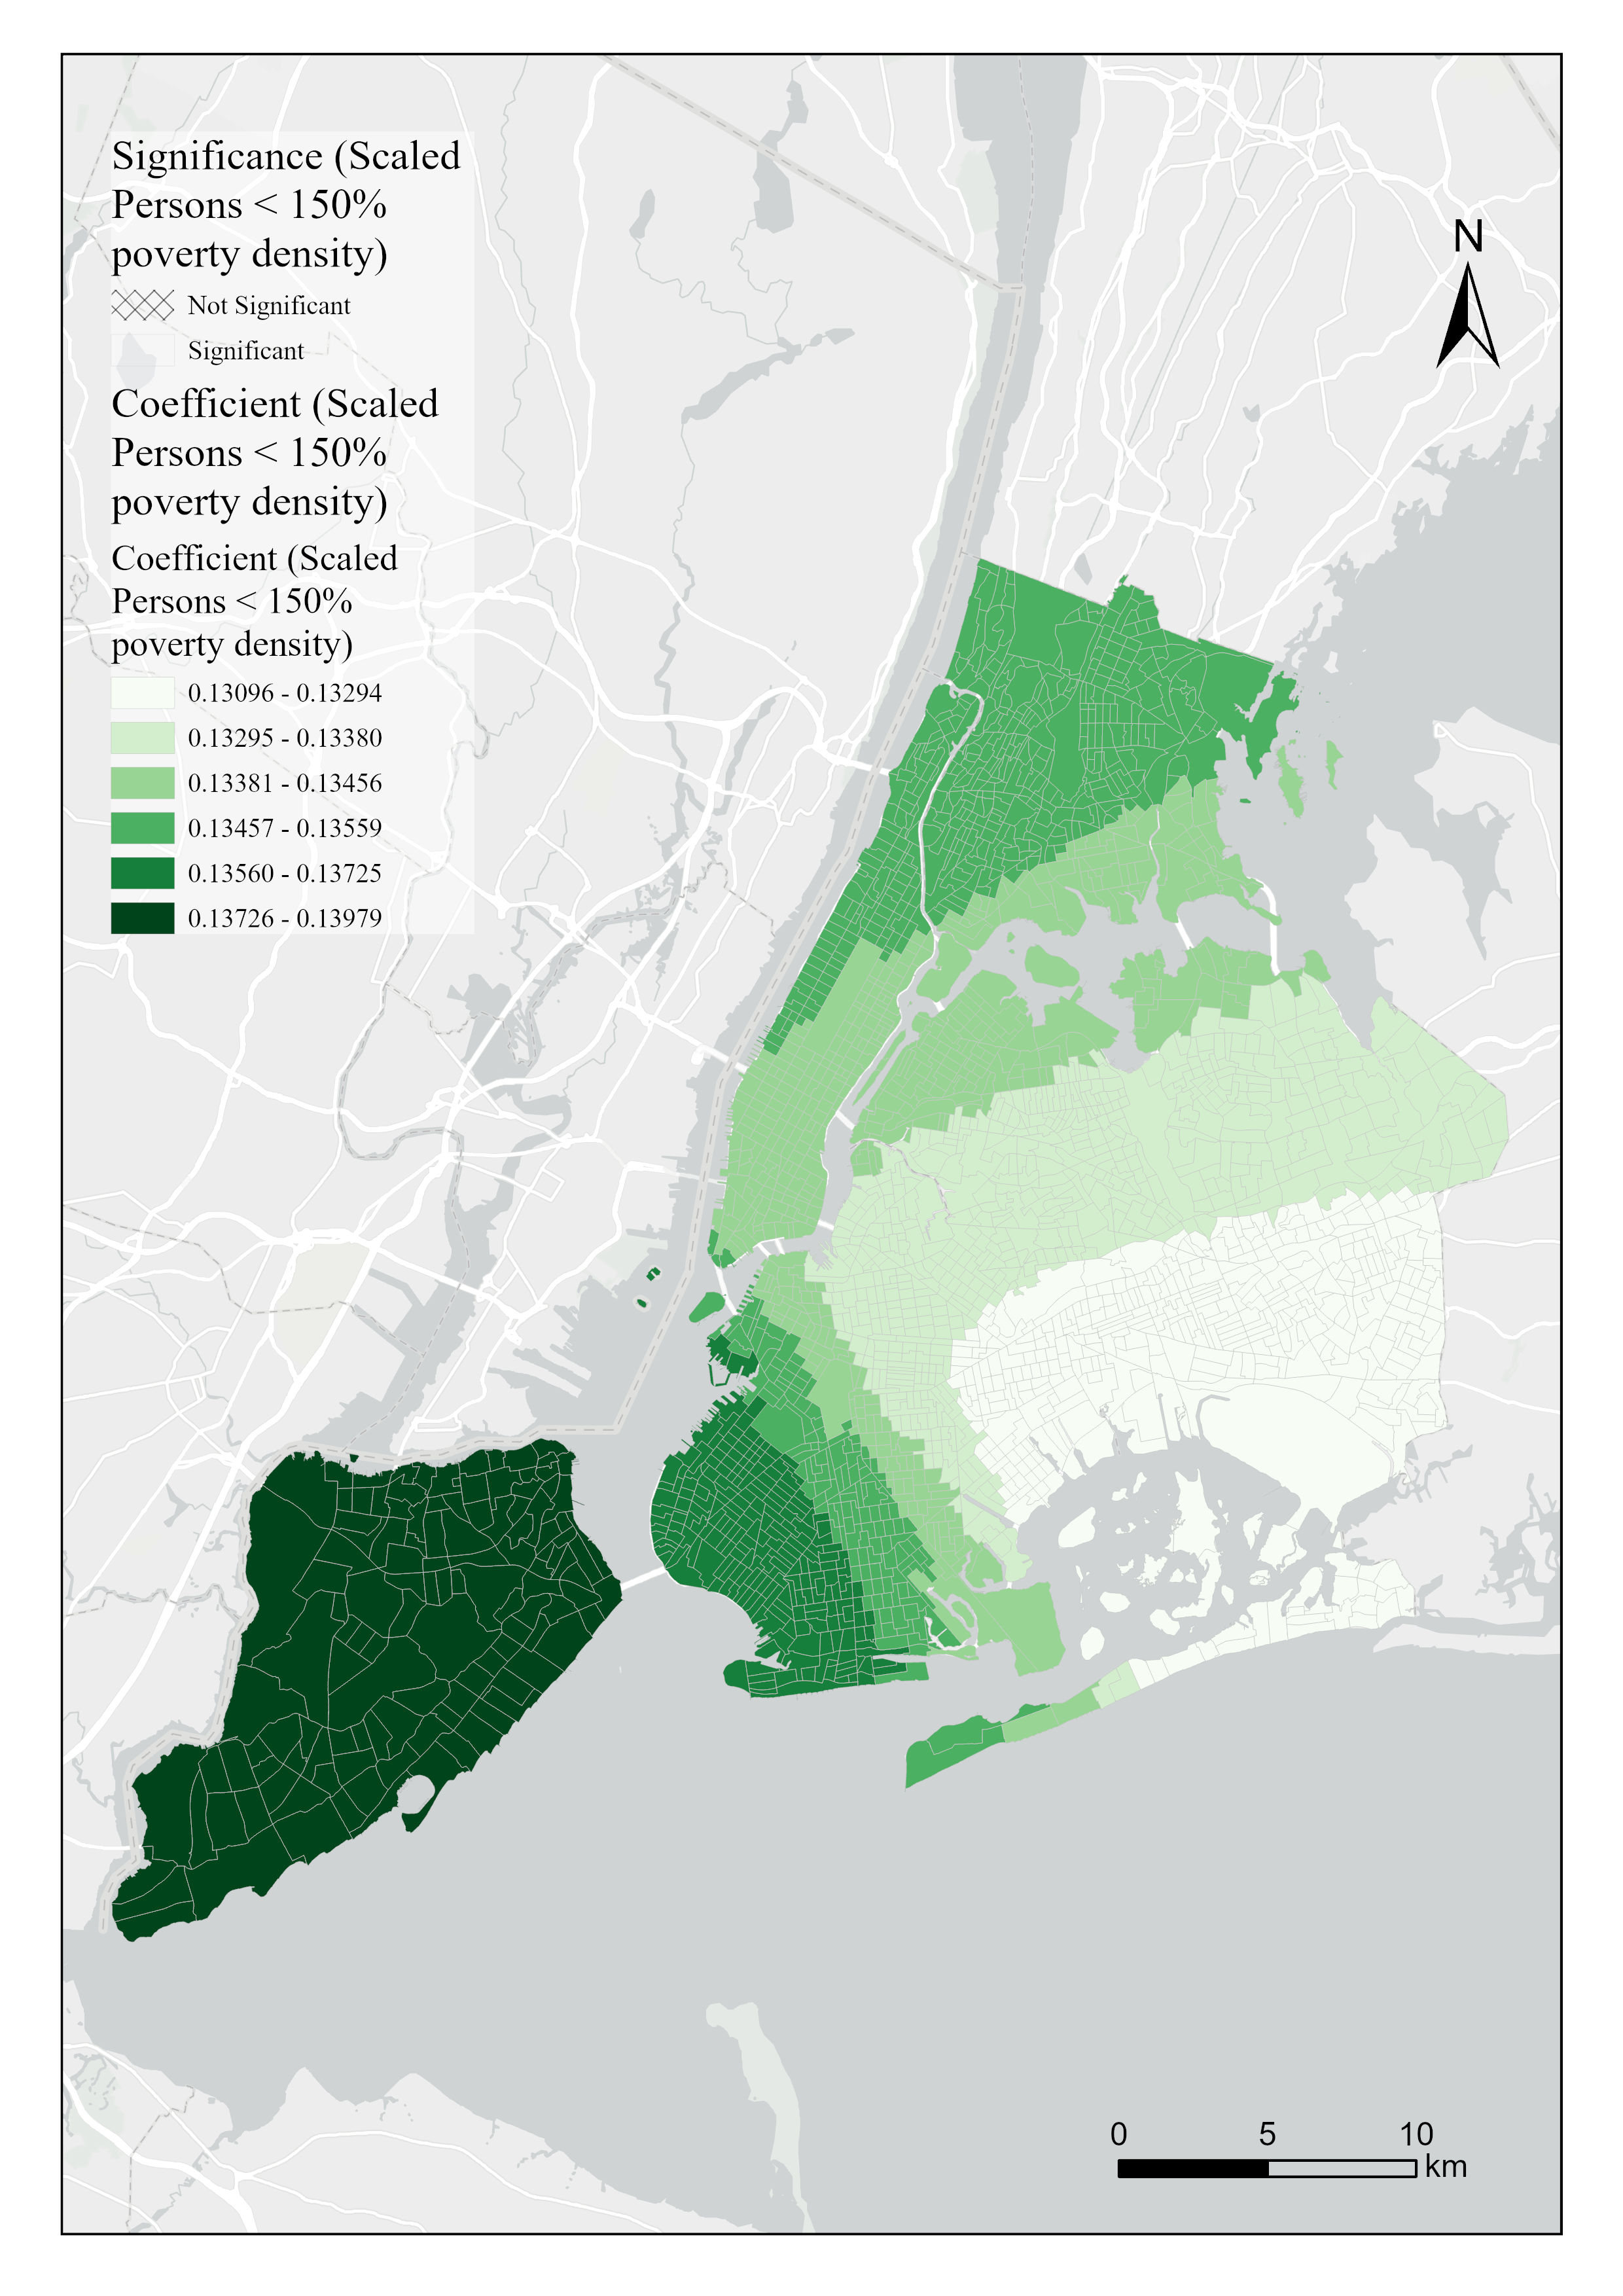 Significance (Scaled
Persons < 150%
poverty density)
Not Significant
Significant
Coefficient (Scaled
Persons < 150%
poverty density)
Coefficient (Scaled
Persons < 150%
poverty density)
0.13096 - 0.13294
0.13295 - 0.13380
0.13381 - 0.13456
0.13457 - 0.13559
0.13560 - 0.13725
0.13726 - 0.13979
N
0 5 10
km